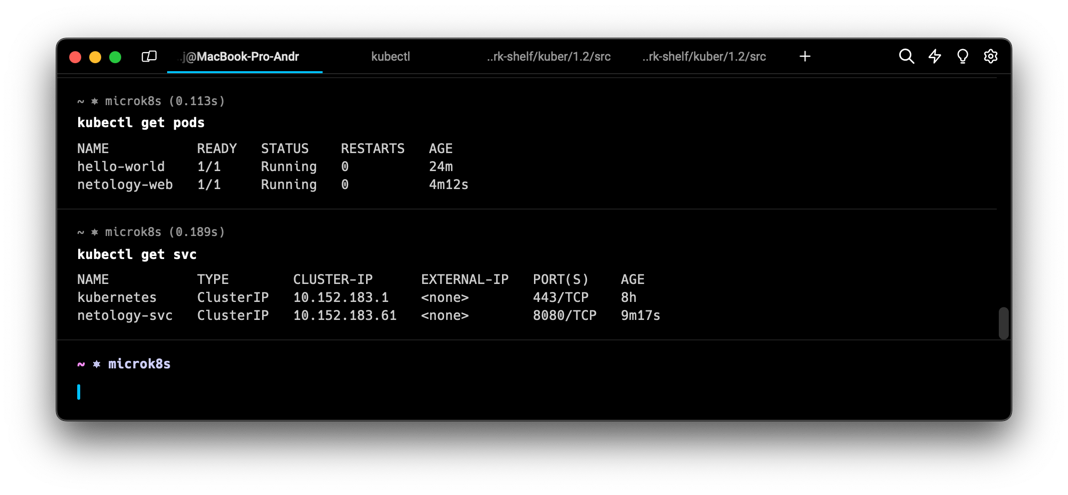 .j@MacBook-Pro-Andr kubectl ..rk-shelf/kuber/1.2/src ..rk-shelf/kuber/1.2/src +
~ ⎈ microk8s (0.113s)
kubectl get pods
NAME READY STATUS RESTARTS AGE
hello-world 1/1 Running 0 24m
netology-web 1/1 Running 0 4m12s
~ ⎈ microk8s (0.189s)
kubectl get svc
NAME TYPE CLUSTER-IP EXTERNAL-IP PORT(S) AGE
kubernetes ClusterIP 10.152.183.1 <none> 443/TCP 8h
netology-svc ClusterIP 10.152.183.61 <none> 8080/TCP 9m17s
~ ⎈ microk8s